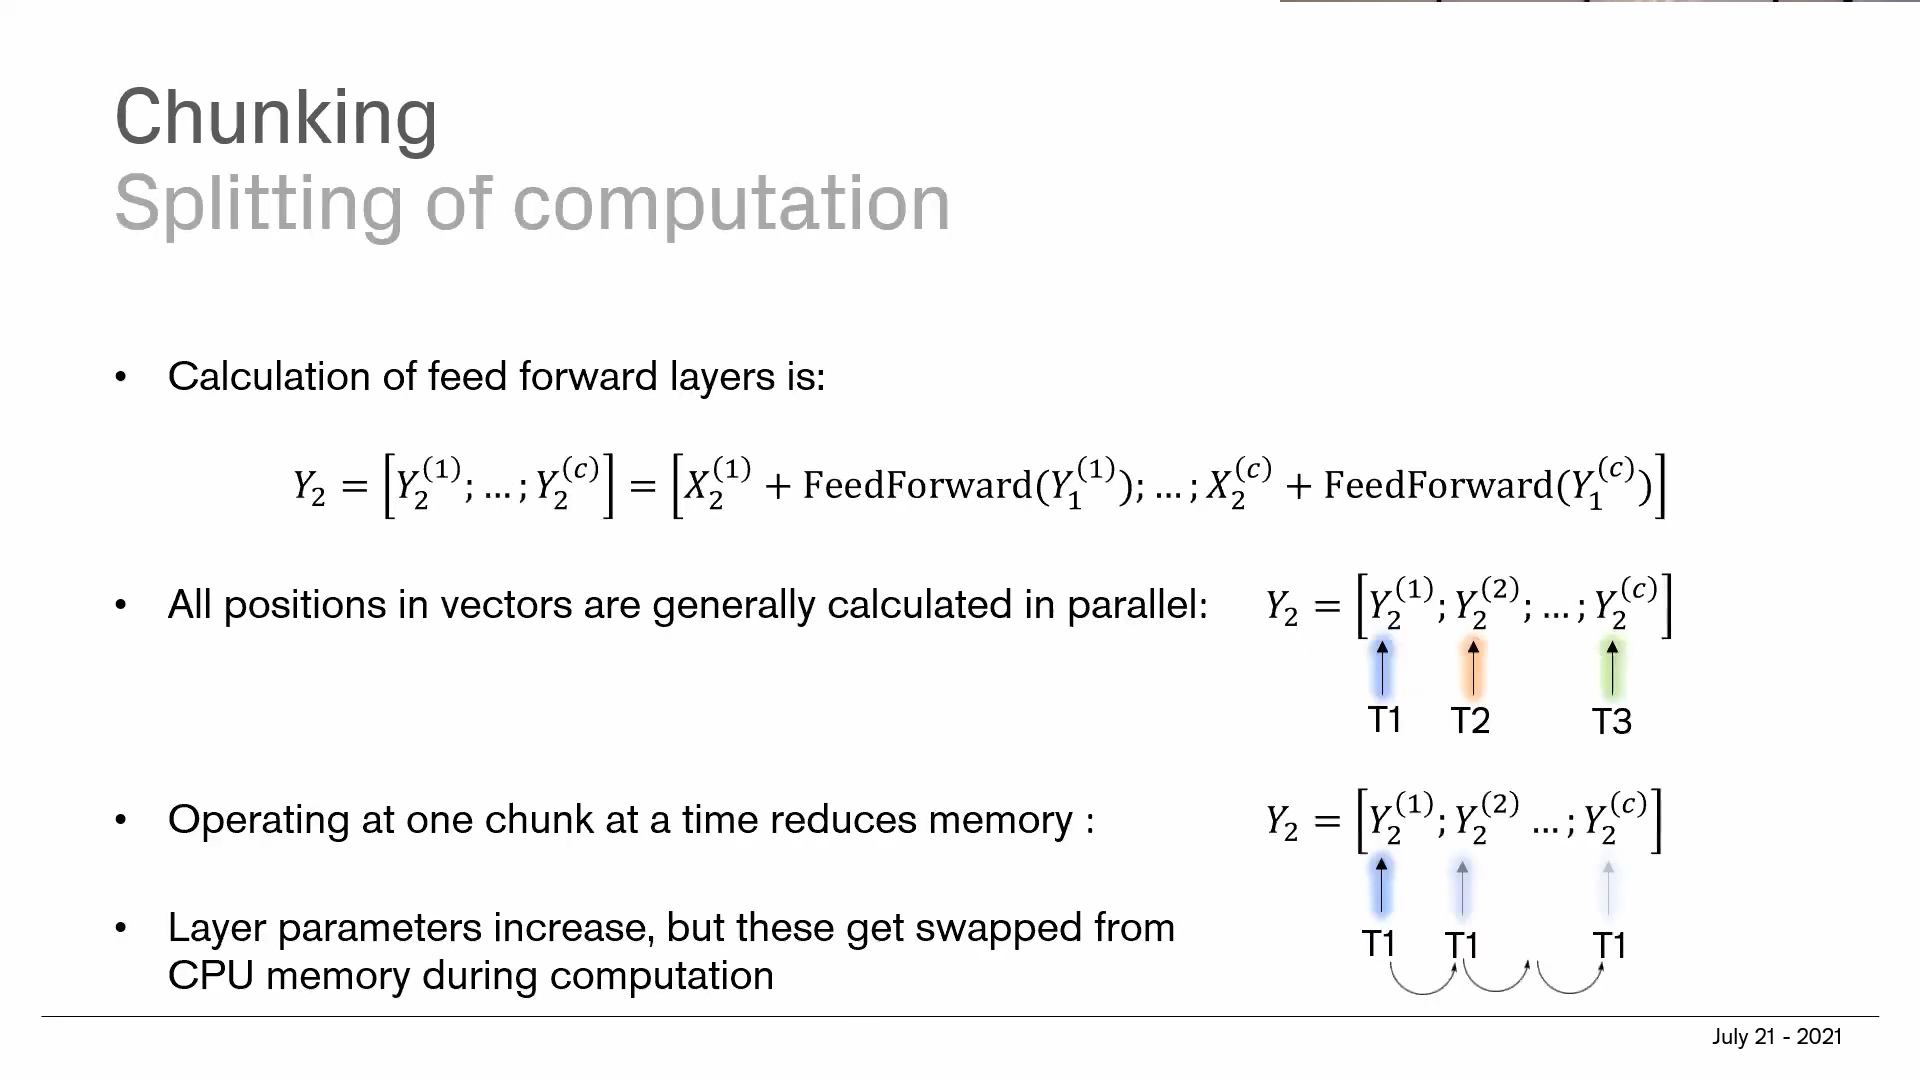 Chunking
Splitting of computation
• Calculation of feed forward layers is:
Y₂ = [Y₂⁽¹⁾; … ; Y₂⁽ᶜ⁾] = [X₂⁽¹⁾ + FeedForward(Y₁⁽¹⁾); … ; X₂⁽ᶜ⁾ + FeedForward(Y₁⁽ᶜ⁾)]
• All positions in vectors are generally calculated in parallel: Y₂ = [Y₂⁽¹⁾; Y₂⁽²⁾; … ; Y₂⁽ᶜ⁾]
T1 T2 T3
• Operating at one chunk at a time reduces memory : Y₂ = [Y₂⁽¹⁾; Y₂⁽²⁾ … ; Y₂⁽ᶜ⁾]
• Layer parameters increase, but these get swapped from
T1 T1 T1
CPU memory during computation
July 21 - 2021